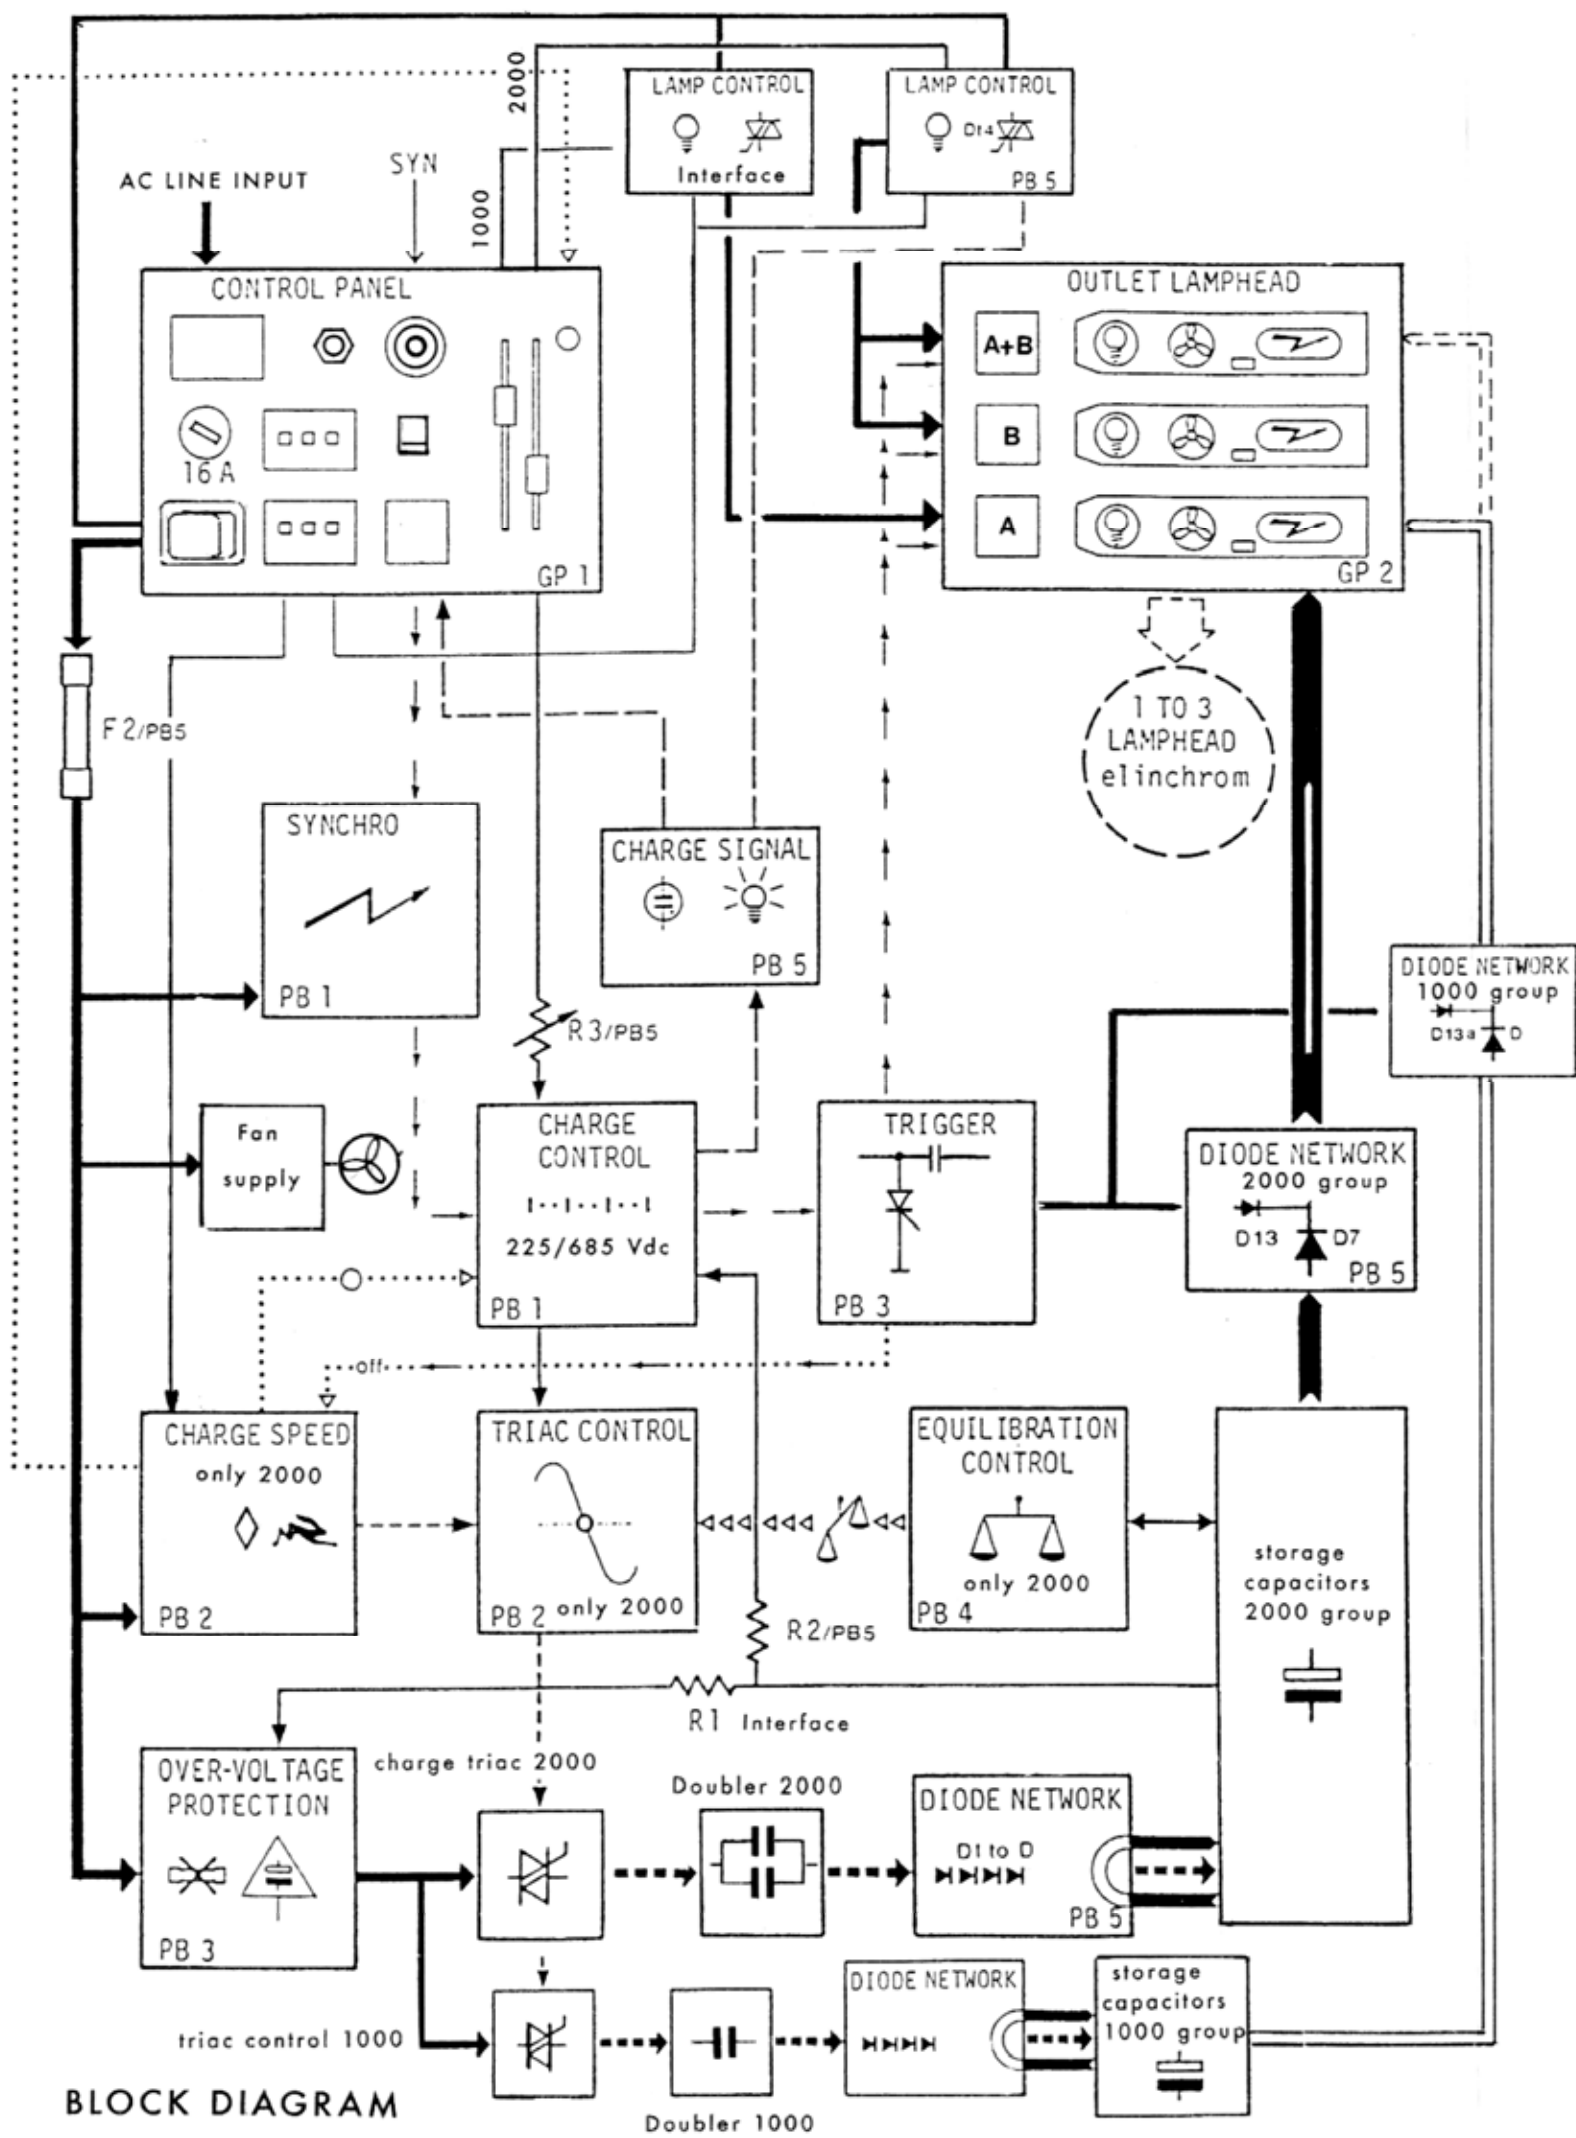 2000
LAMP CONTROL
Interface
LAMP CONTROL
Dt4
PB 5
AC LINE INPUT
SYN
1000
CONTROL PANEL
16 A
GP 1
OUTLET LAMPHEAD
A+B
B
A
GP 2
F2/PB5
1 TO 3
LAMPHEAD
elinchrom
SYNCHRO
PB 1
CHARGE SIGNAL
PB 5
R3/PB5
DIODE NETWORK
1000 group
D13a
D
Fan
supply
CHARGE
CONTROL
225/685 Vdc
PB 1
TRIGGER
PB 3
DIODE NETWORK
2000 group
D13
D7
PB 5
off
CHARGE SPEED
only 2000
PB 2
TRIAC CONTROL
only 2000
PB 2
EQUILIBRATION
CONTROL
only 2000
PB 4
storage
capacitors
2000 group
R2/PB5
R1 Interface
OVER-VOLTAGE
PROTECTION
PB 3
charge triac 2000
Doubler 2000
DIODE NETWORK
D1 to D
PB 5
triac control 1000
Doubler 1000
DIODE NETWORK
storage
capacitors
1000 group
BLOCK DIAGRAM